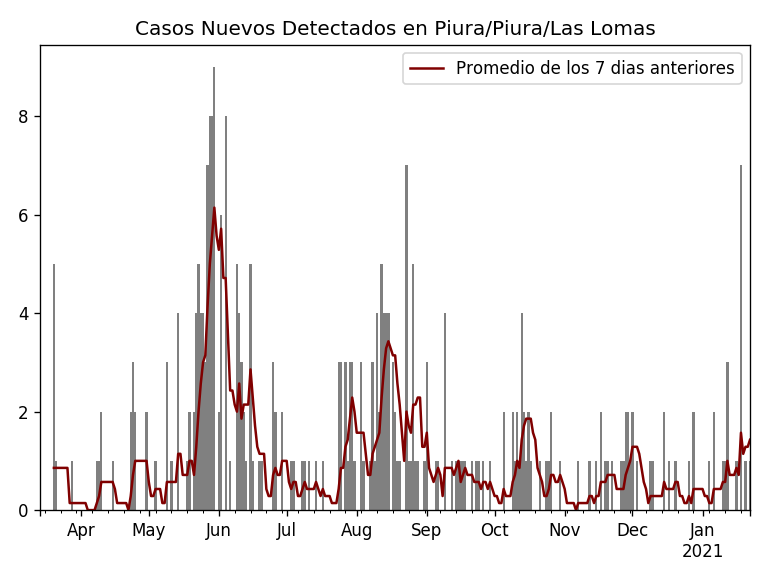 Casos Nuevos Detectados en Piura/Piura/Las Lomas
Promedio de los 7 dias anteriores
8
6
4
2
0
Apr May Jun Jul Aug Sep Oct Nov Dec Jan
2021